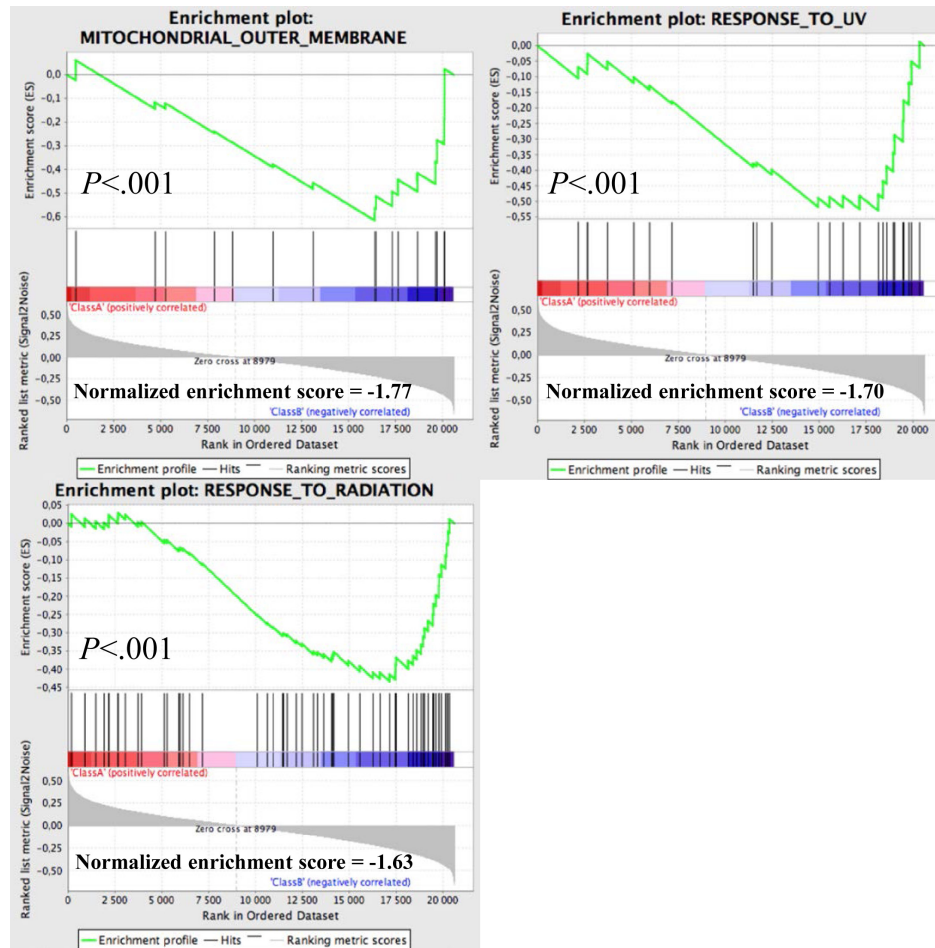 Enrichment plot:
MITOCHONDRIAL_OUTER_MEMBRANE
Enrichment score (ES)
0,0
-0,1
-0,2
-0,3
-0,4
-0,5
-0,6
P<.001
'ClassA' (positively correlated)
Ranked list metric (Signal2Noise)
0,50
0,25
0,00
-0,25
-0,50
Zero cross at 8979
Normalized enrichment score = -1.77
'ClassB' (negatively correlated)
0 2 500 5 000 7 500 10 000 12 500 15 000 17 500 20 000
Rank in Ordered Dataset
Enrichment profile Hits Ranking metric scores
Enrichment plot: RESPONSE_TO_UV
Enrichment score (ES)
0,00
-0,05
-0,10
-0,15
-0,20
-0,25
-0,30
-0,35
-0,40
-0,45
-0,50
-0,55
P<.001
'ClassA' (positively correlated)
Ranked list metric (Signal2Noise)
0,50
0,25
0,00
-0,25
-0,50
Zero cross at 8979
Normalized enrichment score = -1.70
'ClassB' (negatively correlated)
0 2 500 5 000 7 500 10 000 12 500 15 000 17 500 20 000
Rank in Ordered Dataset
Enrichment profile Hits Ranking metric scores
Enrichment plot: RESPONSE_TO_RADIATION
Enrichment score (ES)
0,05
0,00
-0,05
-0,10
-0,15
-0,20
-0,25
-0,30
-0,35
-0,40
-0,45
P<.001
'ClassA' (positively correlated)
Ranked list metric (Signal2Noise)
0,50
0,25
0,00
-0,25
-0,50
Zero cross at 8979
Normalized enrichment score = -1.63
'ClassB' (negatively correlated)
0 2 500 5 000 7 500 10 000 12 500 15 000 17 500 20 000
Rank in Ordered Dataset
Enrichment profile Hits Ranking metric scores